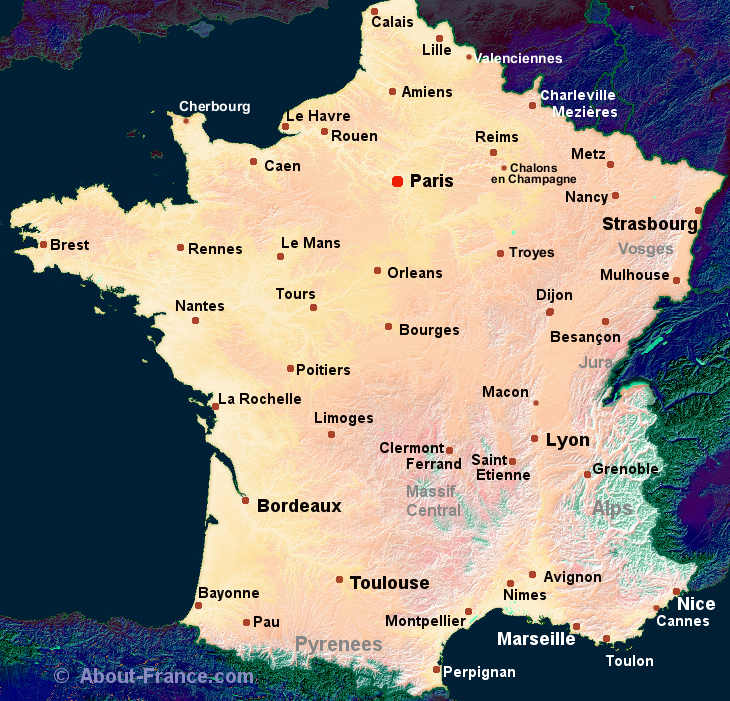 Calais
Lille
Valenciennes
Amiens
Charleville
Mezières
Cherbourg
Le Havre
Rouen
Reims
Metz
Caen
Chalons
en Champagne
Paris
Nancy
Strasbourg
Brest
Rennes
Le Mans
Troyes
Vosges
Orleans
Mulhouse
Tours
Dijon
Nantes
Bourges
Besançon
Jura
Poitiers
Macon
La Rochelle
Limoges
Lyon
Clermont
Ferrand
Saint
Etienne
Grenoble
Massif
Central
Bordeaux
Alps
Toulouse
Avignon
Bayonne
Nimes
Nice
Pau
Montpellier
Cannes
Marseille
Pyrenees
Toulon
Perpignan
© About-France.com